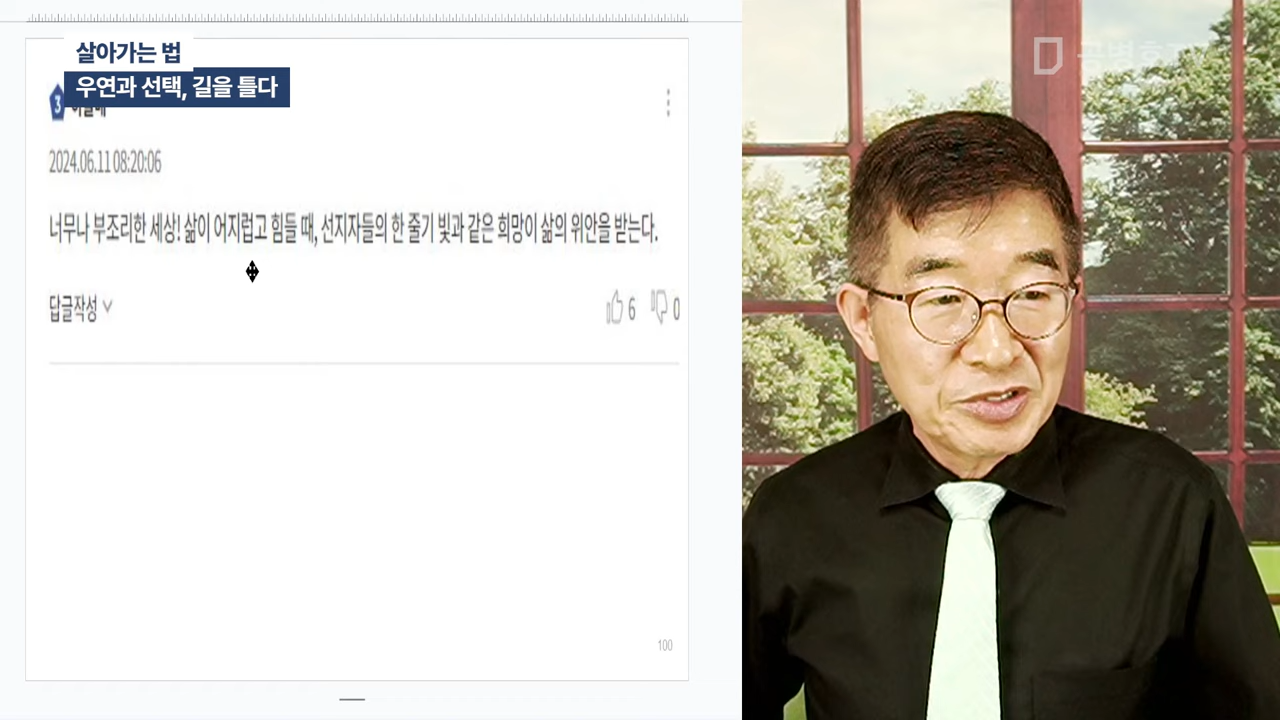 살아가는 법
우연과 선택, 길을 틀다
3
2024.06.11 08:20:06
너무나 부조리한 세상! 삶이 어지럽고 힘들 때, 선지자들의 한 줄기 빛과 같은 희망이 삶의 위안을 받는다.
답글작성
6
0
100